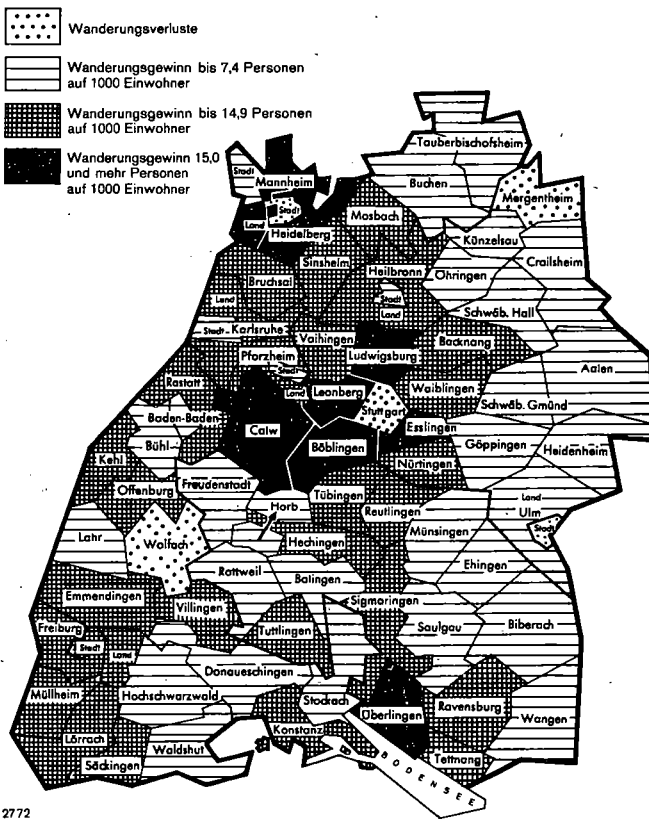 Wanderungsverluste
Wanderungsgewinn bis 7,4 Personen
auf 1000 Einwohner
Wanderungsgewinn bis 14,9 Personen
auf 1000 Einwohner
Wanderungsgewinn 15,0
und mehr Personen
auf 1000 Einwohner
Tauberbischofsheim
Stadt
Mannheim
Buchen
Mergentheim
Stadt
Mosbach
Land
Heidelberg
Künzelsau
Sinsheim
Crailsheim
Heilbronn
Öhringen
Bruchsal
Land
Stadt
Land
Schwäb. Hall
Stadt
Karlsruhe
Vaihingen
Backnang
Pforzheim
Ludwigsburg
Aalen
Stadt
Rastatt
Land
Leonberg
Waiblingen
Stuttgart
Schwäb. Gmünd
Baden-Baden
Calw
Esslingen
Bühl
Böblingen
Göppingen
Heidenheim
Kehl
Nürtingen
Freudenstadt
Offenburg
Tübingen
Land
Horb
Reutlingen
Ulm
Stadt
Lahr
Hechingen
Münsingen
Wolfach
Ehingen
Rottweil
Balingen
Emmendingen
Sigmaringen
Villingen
Biberach
Freiburg
Tuttlingen
Saulgau
Stadt
Land
Donaueschingen
Müllheim
Hochschwarzwald
Stockach
Überlingen
Ravensburg
Wangen
Konstanz
Lörrach
Waldshut
Säckingen
Tettnang
BODENSEE
2772